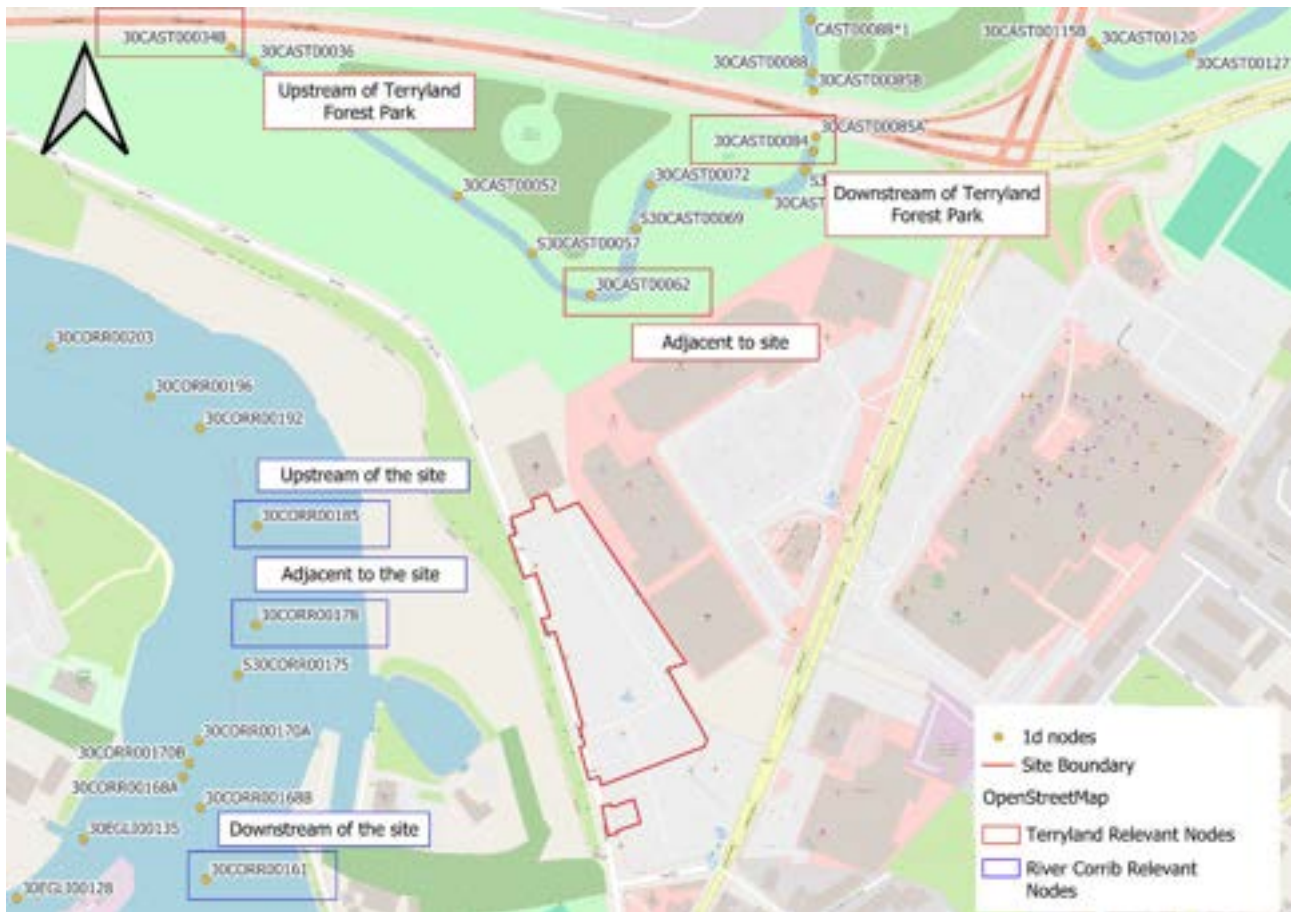 30CAST00034B
30CAST00036
Upstream of Terryland
Forest Park
CAST00088*1
30CAST00088
30CAST00085B
30CAST00115B
30CAST00120
30CAST00127
30CAST00085A
30CAST00084
30CAST00052
30CAST00072
30CAST
Downstream of Terryland
Forest Park
S30CAST00069
S30CAST00057
30CAST00062
Adjacent to site
30CORR00203
30CORR00196
30CORR00192
Upstream of the site
30CORR00185
Adjacent to the site
30CORR00178
S30CORR00175
30CORR00170A
30CORR00170B
30CORR00168A
30CORR00168B
30EGLI00135
Downstream of the site
30CORR00161
30EGLI00128
1d nodes
Site Boundary
OpenStreetMap
Terryland Relevant Nodes
River Corrib Relevant
Nodes